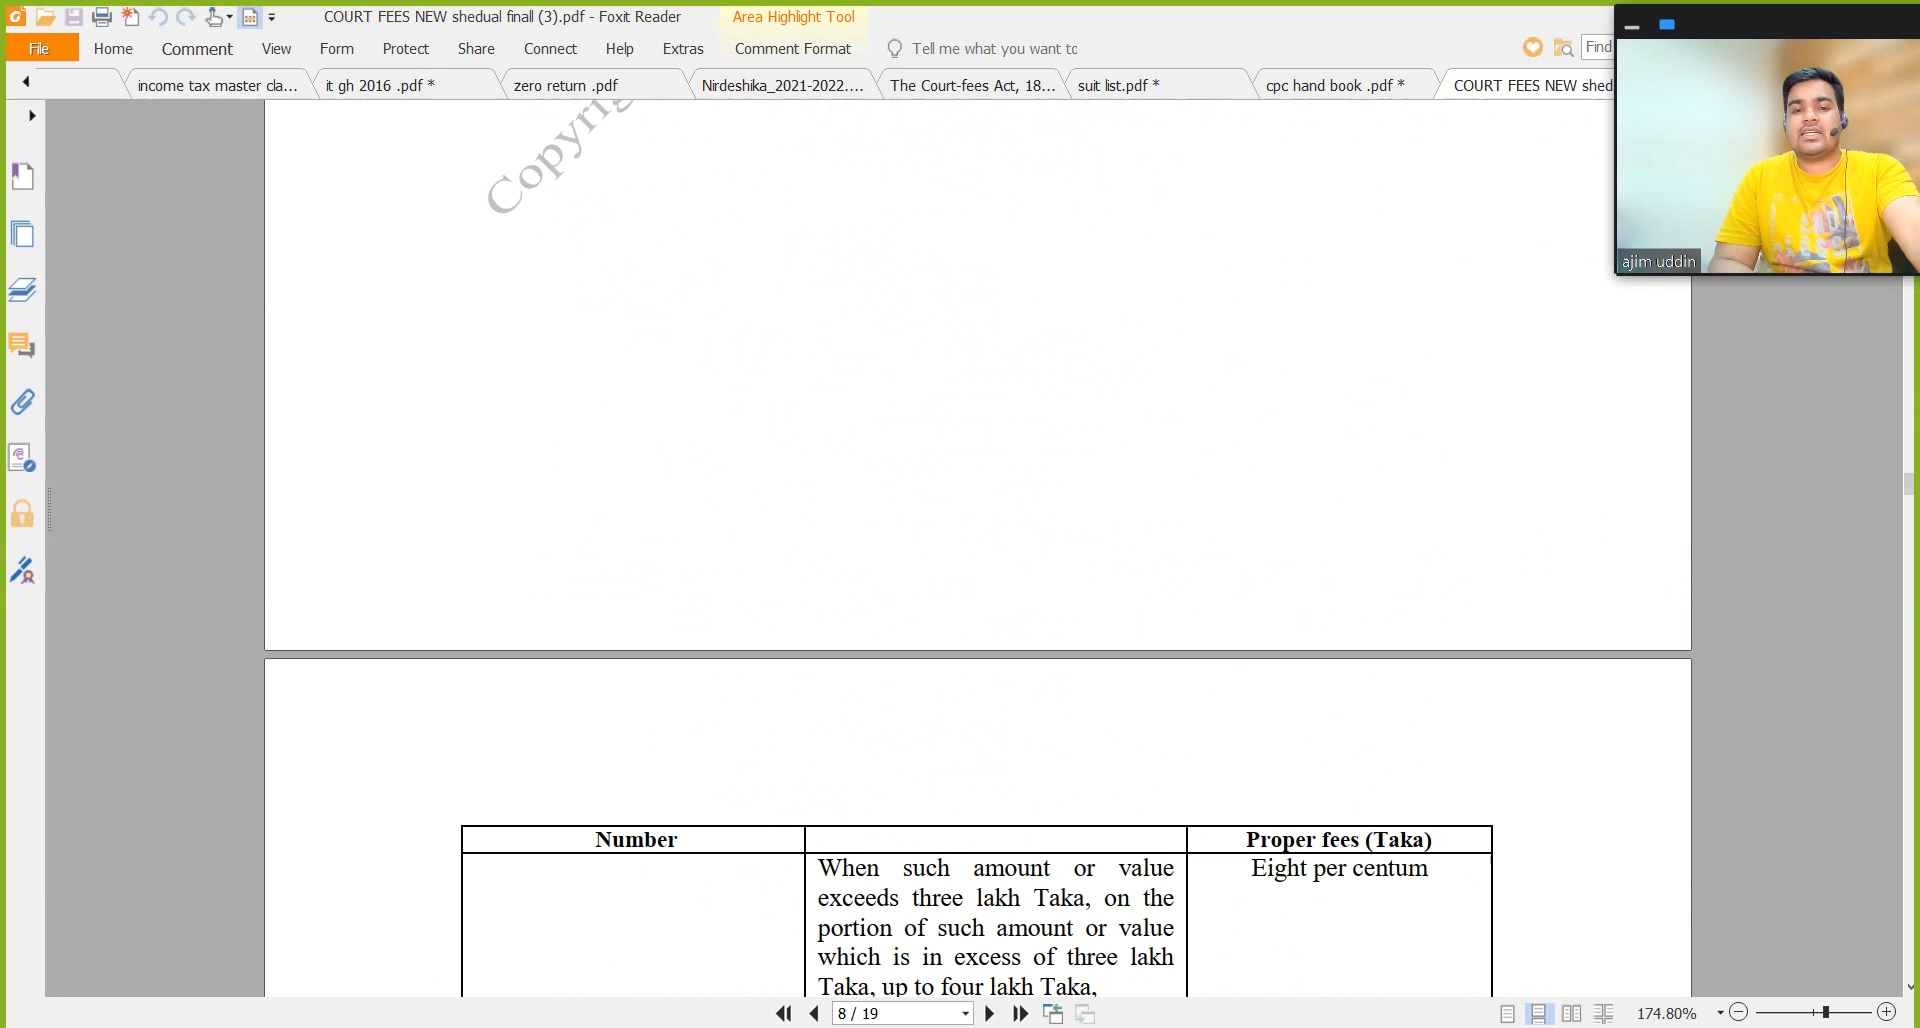 COURT FEES NEW shedual finall (3).pdf - Foxit Reader
Area Highlight Tool
File Home Comment View Form Protect Share Connect Help Extras Comment Format Tell me what you want to Find
income tax master cla... it gh 2016 .pdf * zero return .pdf Nirdeshika_2021-2022.... The Court-fees Act, 18... suit list.pdf * cpc hand book .pdf * COURT FEES NEW shed
ajim uddin
Number Proper fees (Taka)
When such amount or value Eight per centum
exceeds three lakh Taka, on the
portion of such amount or value
which is in excess of three lakh
Taka, up to four lakh Taka,
8 / 19
174.80%